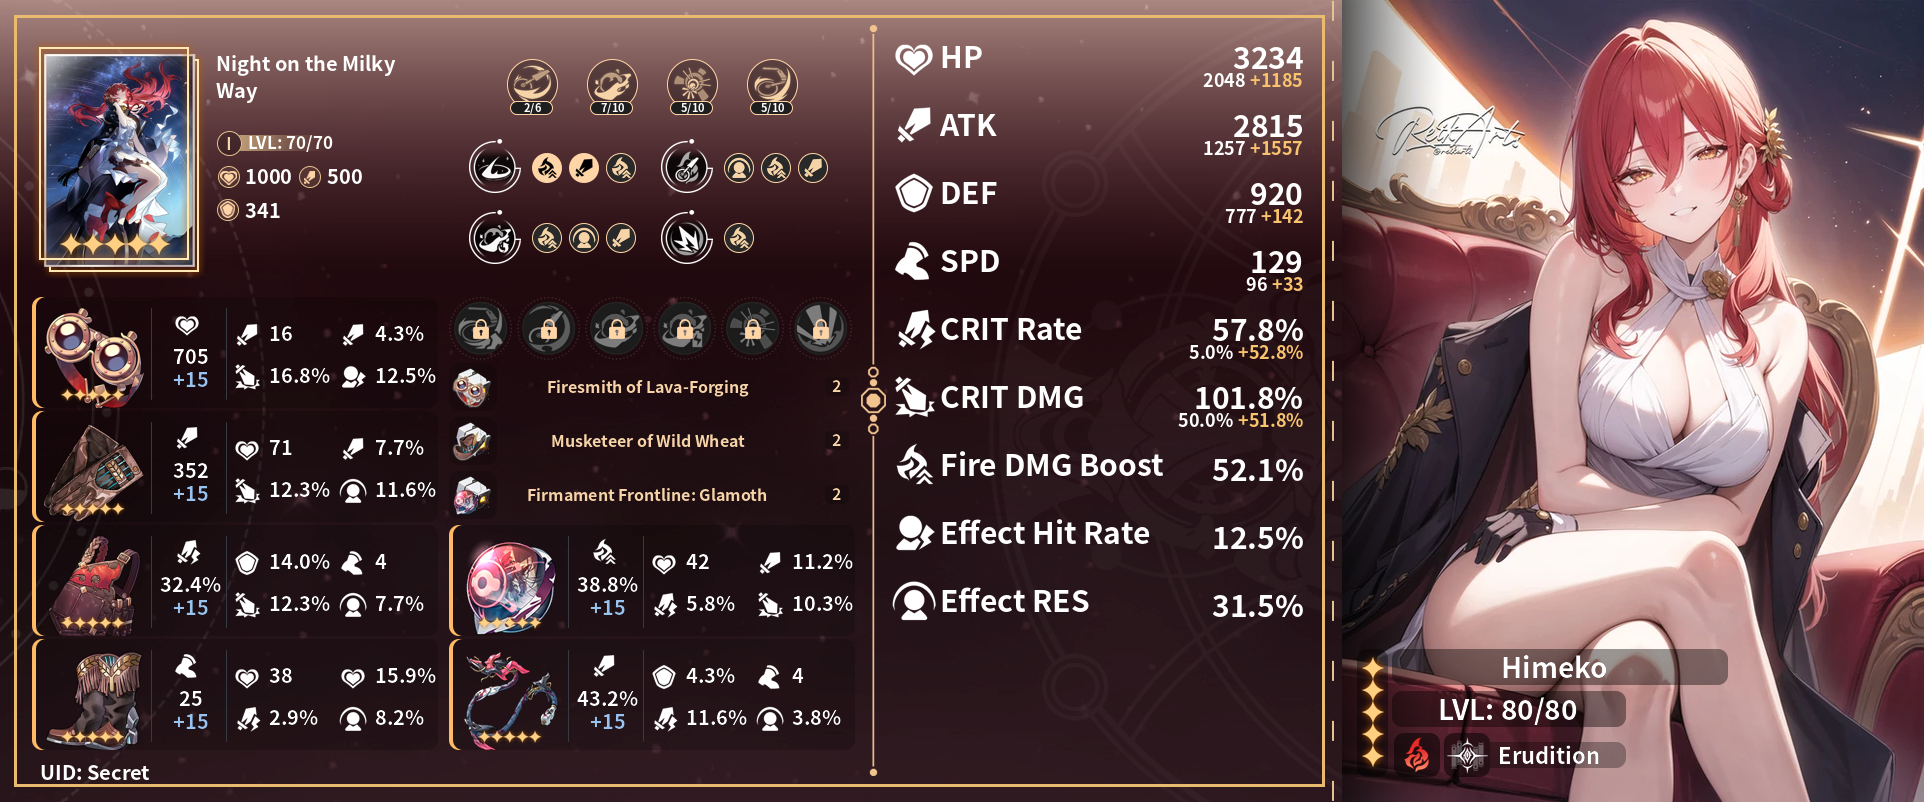 Night on the Milky
Way
I LVL: 70/70
1000 500
341
2/6 7/10 5/10 5/10
705
+15
16 4.3%
16.8% 12.5%
352
+15
71 7.7%
12.3% 11.6%
32.4%
+15
14.0% 4
12.3% 7.7%
25
+15
38 15.9%
2.9% 8.2%
UID: Secret
Firesmith of Lava-Forging 2
Musketeer of Wild Wheat 2
Firmament Frontline: Glamoth 2
38.8%
+15
42 11.2%
5.8% 10.3%
43.2%
+15
4.3% 4
11.6% 3.8%
HP 3234
2048 +1185
ATK 2815
1257 +1557
DEF 920
777 +142
SPD 129
96 +33
CRIT Rate 57.8%
5.0% +52.8%
CRIT DMG 101.8%
50.0% +51.8%
Fire DMG Boost 52.1%
Effect Hit Rate 12.5%
Effect RES 31.5%
Himeko
LVL: 80/80
Erudition